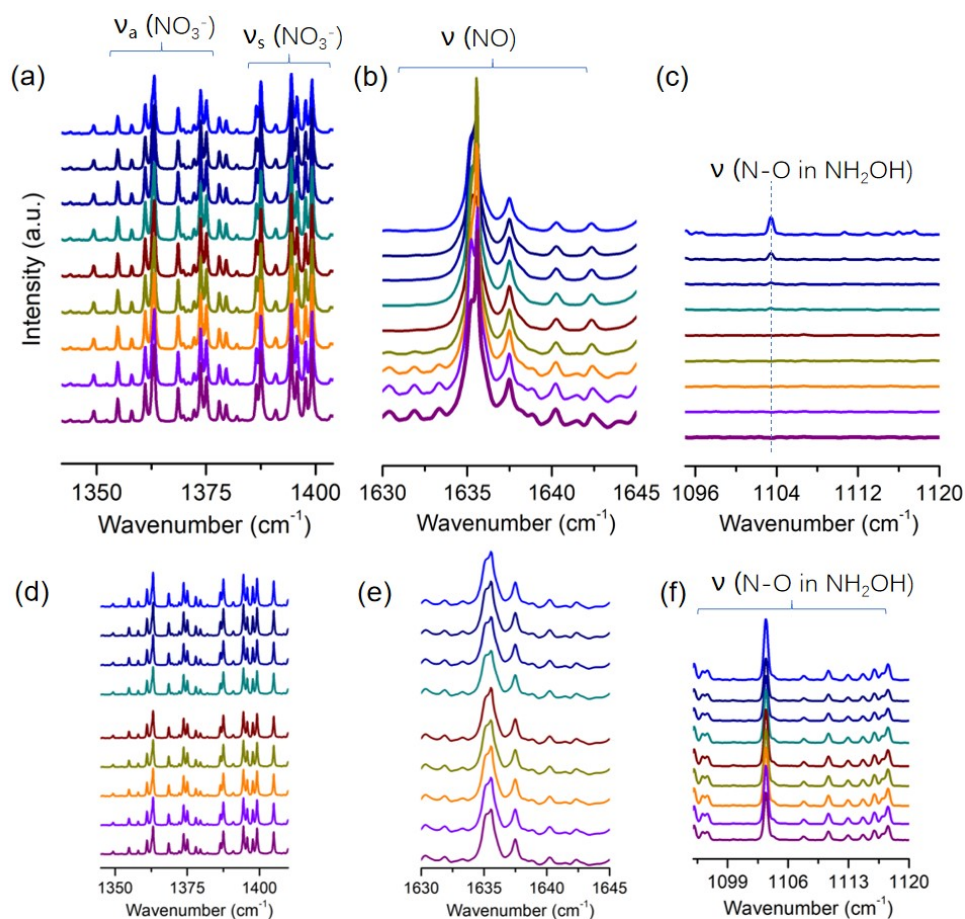 νa (NO3-)
νs (NO3-)
ν (NO)
(a)
(b)
(c)
ν (N-O in NH2OH)
Intensity (a.u.)
1350 1375 1400
1630 1635 1640 1645
1096 1104 1112 1120
Wavenumber (cm-1)
Wavenumber (cm-1)
Wavenumber (cm-1)
(d)
(e)
(f)
ν (N-O in NH2OH)
1350 1375 1400
1630 1635 1640 1645
1099 1106 1113 1120
Wavenumber (cm-1)
Wavenumber (cm-1)
Wavenumber (cm-1)